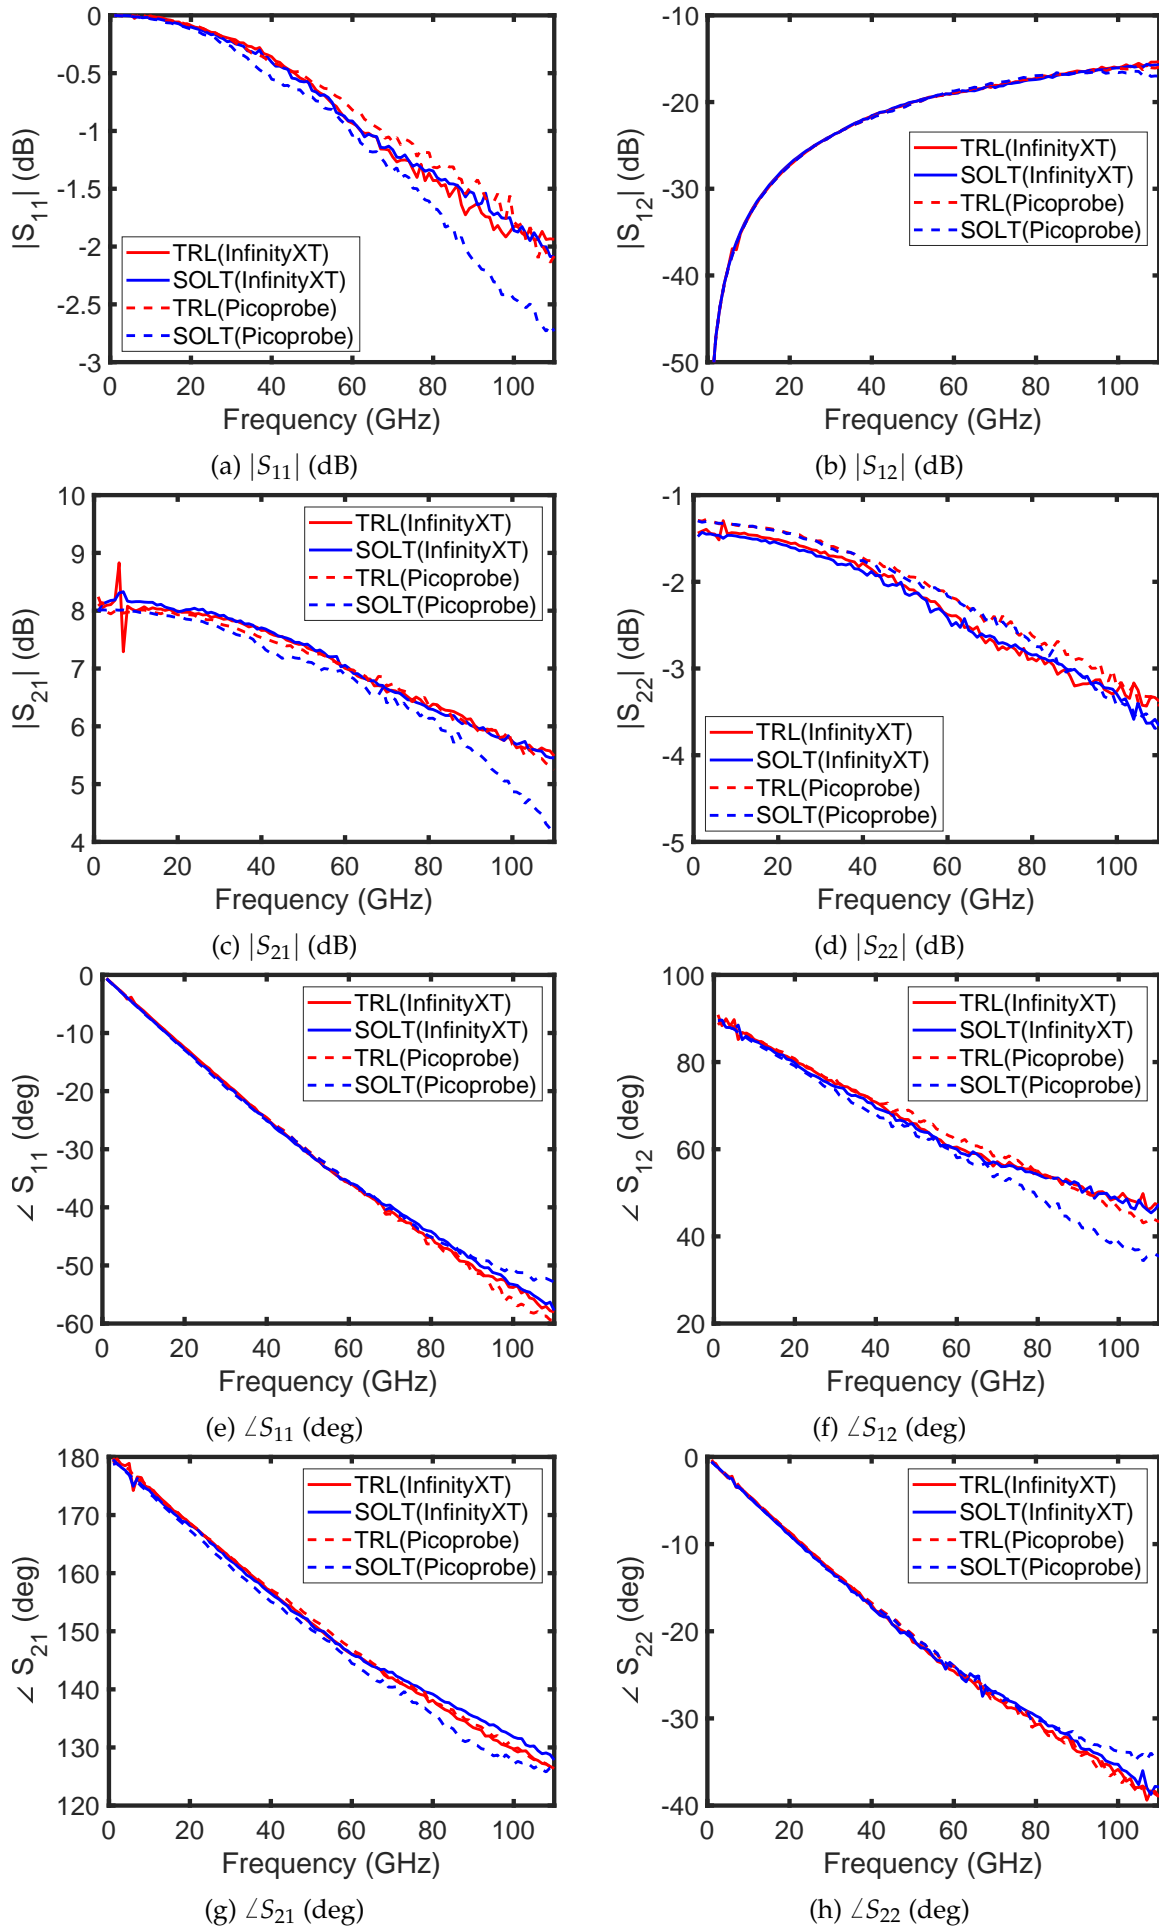 0
-0.5
-1
-1.5
-2
-2.5
-3
|S11| (dB)
TRL(InfinityXT)
SOLT(InfinityXT)
TRL(Picoprobe)
SOLT(Picoprobe)
0 20 40 60 80 100
Frequency (GHz)
(a) |S11| (dB)
-10
-20
-30
-40
-50
|S12| (dB)
TRL(InfinityXT)
SOLT(InfinityXT)
TRL(Picoprobe)
SOLT(Picoprobe)
0 20 40 60 80 100
Frequency (GHz)
(b) |S12| (dB)
10
9
8
7
6
5
4
|S21| (dB)
TRL(InfinityXT)
SOLT(InfinityXT)
TRL(Picoprobe)
SOLT(Picoprobe)
0 20 40 60 80 100
Frequency (GHz)
(c) |S21| (dB)
-1
-2
-3
-4
-5
|S22| (dB)
TRL(InfinityXT)
SOLT(InfinityXT)
TRL(Picoprobe)
SOLT(Picoprobe)
0 20 40 60 80 100
Frequency (GHz)
(d) |S22| (dB)
0
-10
-20
-30
-40
-50
-60
∠ S11 (deg)
TRL(InfinityXT)
SOLT(InfinityXT)
TRL(Picoprobe)
SOLT(Picoprobe)
0 20 40 60 80 100
Frequency (GHz)
(e) ∠S11 (deg)
100
80
60
40
20
∠ S12 (deg)
TRL(InfinityXT)
SOLT(InfinityXT)
TRL(Picoprobe)
SOLT(Picoprobe)
0 20 40 60 80 100
Frequency (GHz)
(f) ∠S12 (deg)
180
170
160
150
140
130
120
∠ S21 (deg)
TRL(InfinityXT)
SOLT(InfinityXT)
TRL(Picoprobe)
SOLT(Picoprobe)
0 20 40 60 80 100
Frequency (GHz)
(g) ∠S21 (deg)
0
-10
-20
-30
-40
∠ S22 (deg)
TRL(InfinityXT)
SOLT(InfinityXT)
TRL(Picoprobe)
SOLT(Picoprobe)
0 20 40 60 80 100
Frequency (GHz)
(h) ∠S22 (deg)